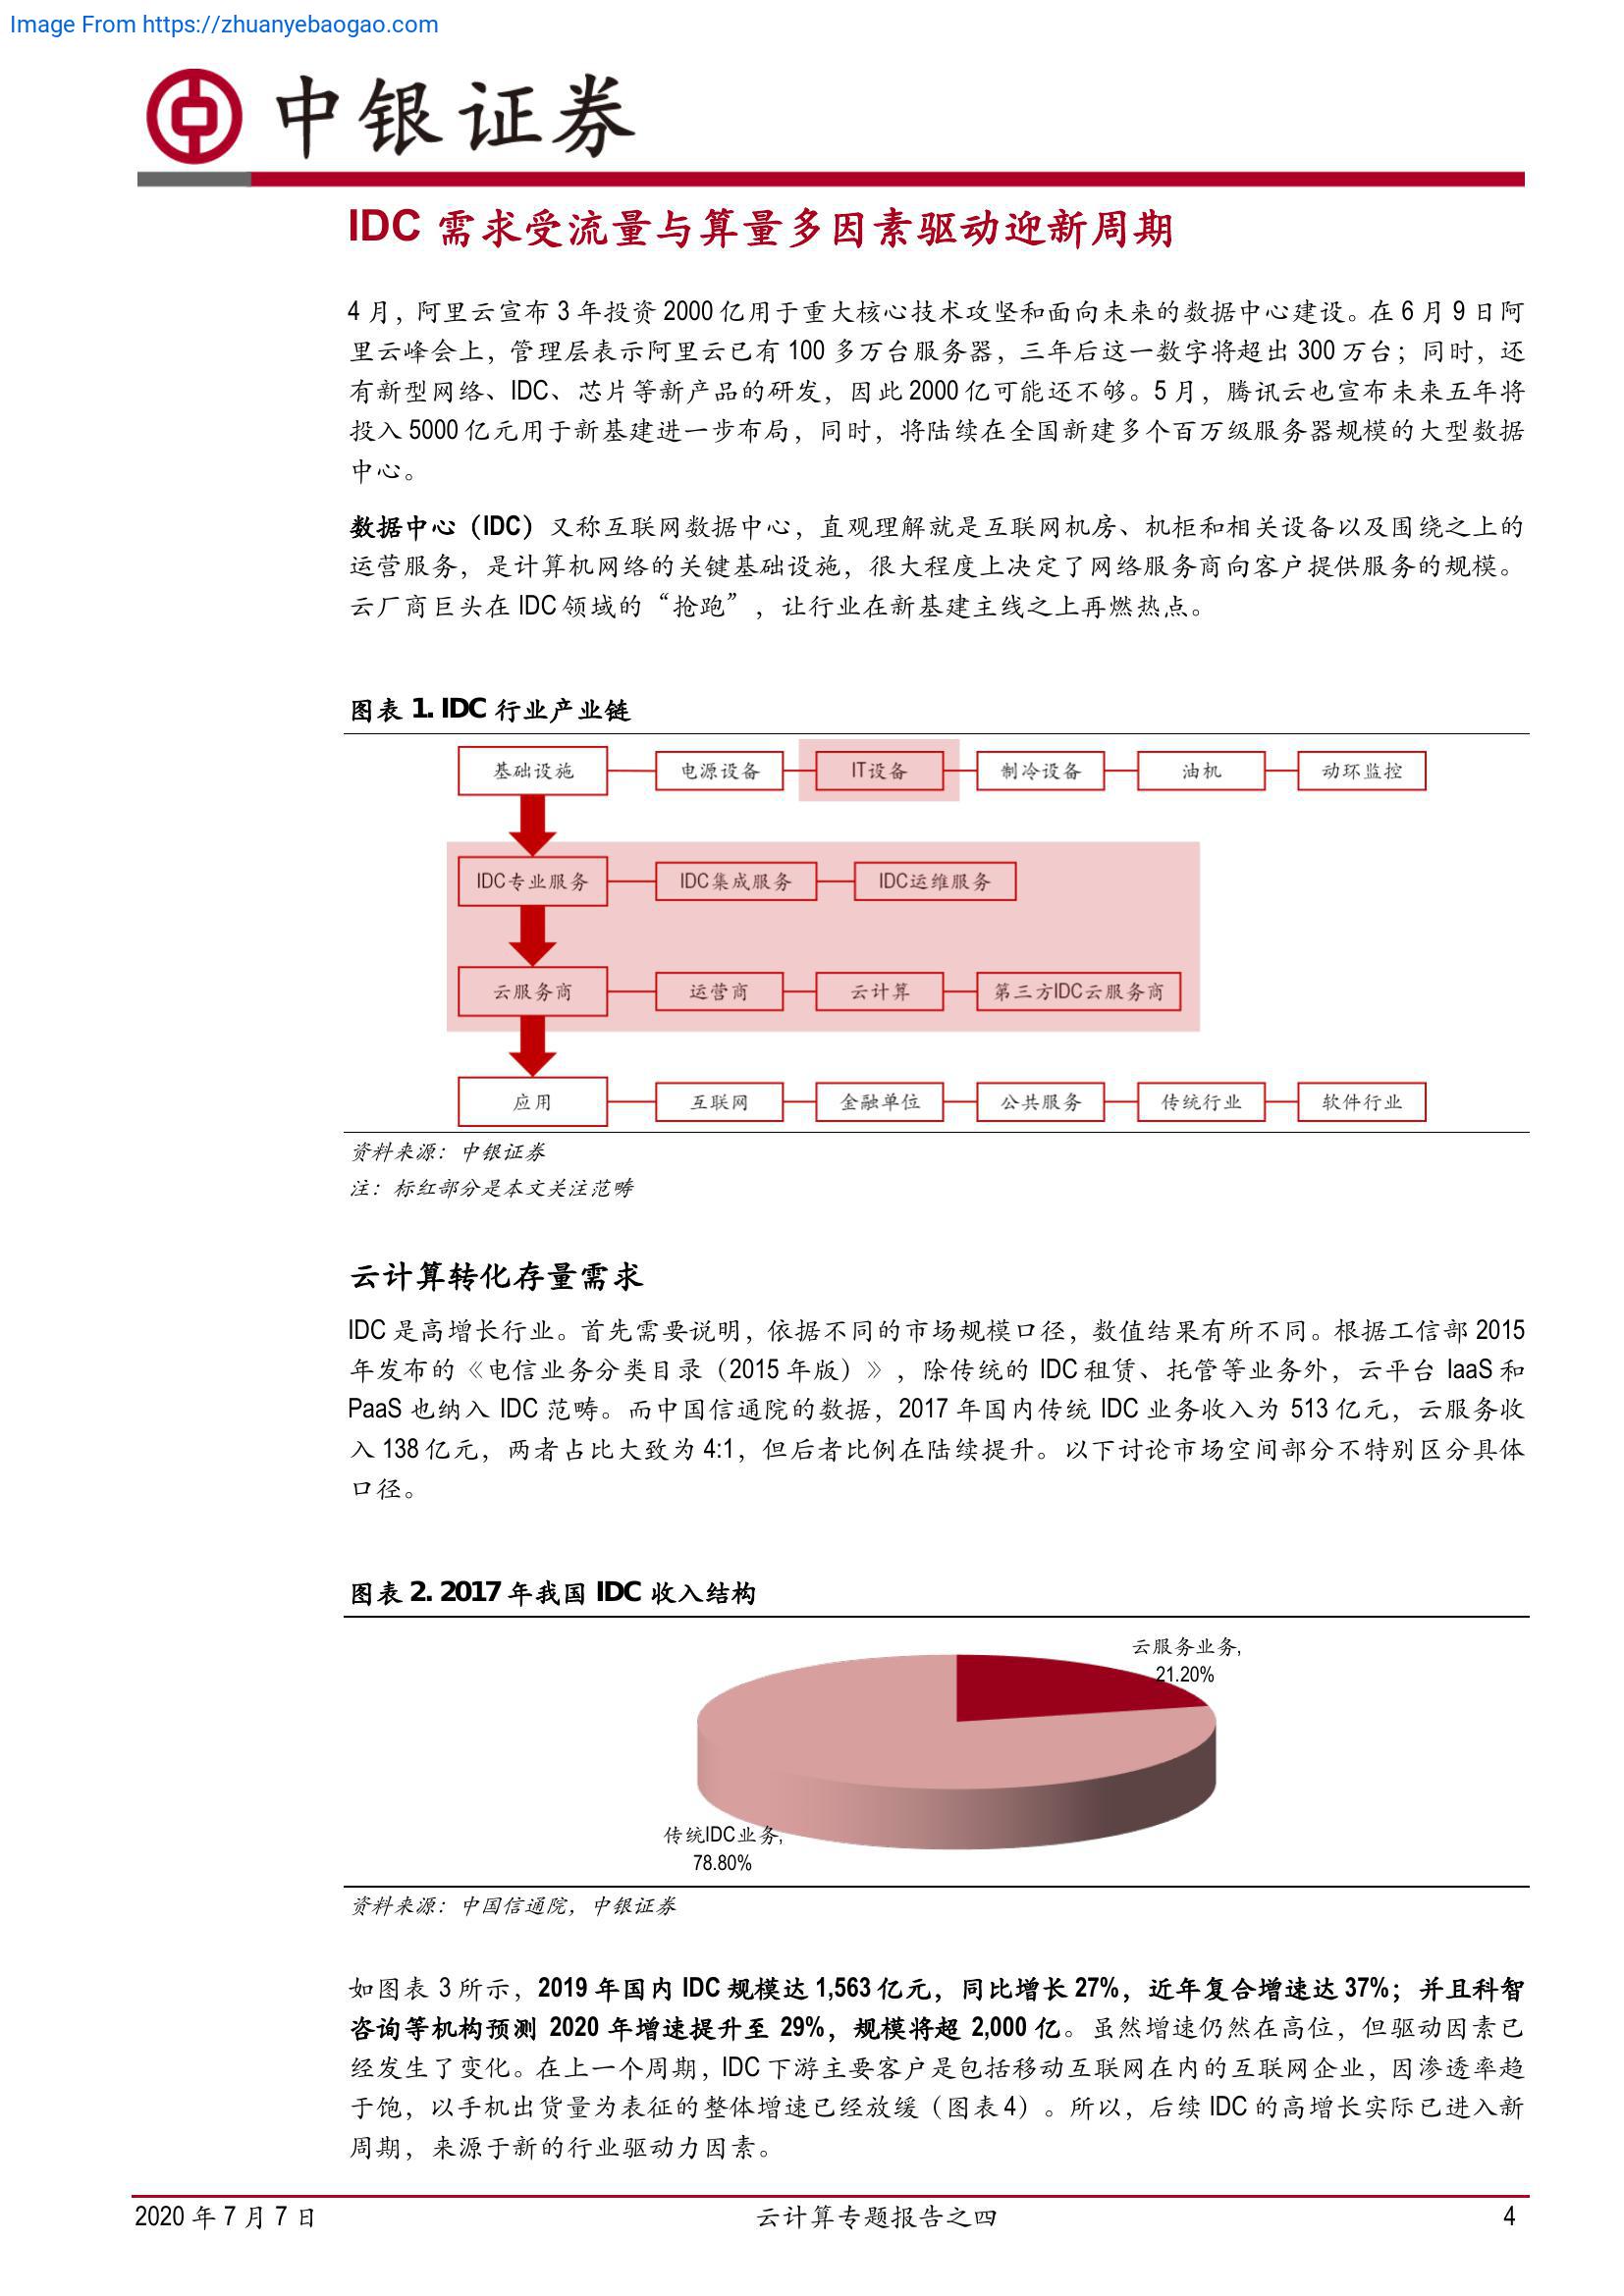 Image From https://zhuanyebaogao.com
中银证券
IDC 需求受流量与算量多因素驱动迎新周期
4 月，阿里云宣布 3 年投资 2000 亿用于重大核心技术攻坚和面向未来的数据中心建设。在 6 月 9 日阿
里云峰会上，管理层表示阿里云已有 100 多万台服务器，三年后这一数字将超出 300 万台；同时，还
有新型网络、IDC、芯片等新产品的研发，因此 2000 亿可能还不够。5 月，腾讯云也宣布未来五年将
投入 5000 亿元用于新基建进一步布局，同时，将陆续在全国新建多个百万级服务器规模的大型数据
中心。
数据中心（IDC）又称互联网数据中心，直观理解就是互联网机房、机柜和相关设备以及围绕之上的
运营服务，是计算机网络的关键基础设施，很大程度上决定了网络服务商向客户提供服务的规模。
云厂商巨头在 IDC 领域的“抢跑”，让行业在新基建主线之上再燃热点。
图表 1. IDC 行业产业链
基础设施 电源设备 IT设备 制冷设备 油机 动环监控
IDC专业服务 IDC集成服务 IDC运维服务
云服务商 运营商 云计算 第三方IDC云服务商
应用 互联网 金融单位 公共服务 传统行业 软件行业
资料来源：中银证券
注：标红部分是本文关注范畴
云计算转化存量需求
IDC 是高增长行业。首先需要说明，依据不同的市场规模口径，数值结果有所不同。根据工信部 2015
年发布的《电信业务分类目录（2015 年版）》，除传统的 IDC 租赁、托管等业务外，云平台 IaaS 和
PaaS 也纳入 IDC 范畴。而中国信通院的数据，2017 年国内传统 IDC 业务收入为 513 亿元，云服务收
入 138 亿元，两者占比大致为 4:1，但后者比例在陆续提升。以下讨论市场空间部分不特别区分具体
口径。
图表 2. 2017 年我国 IDC 收入结构
云服务业务,
21.20%
传统IDC业务,
78.80%
资料来源：中国信通院，中银证券
如图表 3 所示，2019 年国内 IDC 规模达 1,563 亿元，同比增长 27%，近年复合增速达 37%；并且科智
咨询等机构预测 2020 年增速提升至 29%，规模将超 2,000 亿。虽然增速仍然在高位，但驱动因素已
经发生了变化。在上一个周期，IDC 下游主要客户是包括移动互联网在内的互联网企业，因渗透率趋
于饱，以手机出货量为表征的整体增速已经放缓（图表 4）。所以，后续 IDC 的高增长实际已进入新
周期，来源于新的行业驱动力因素。
2020 年 7 月 7 日 云计算专题报告之四 4